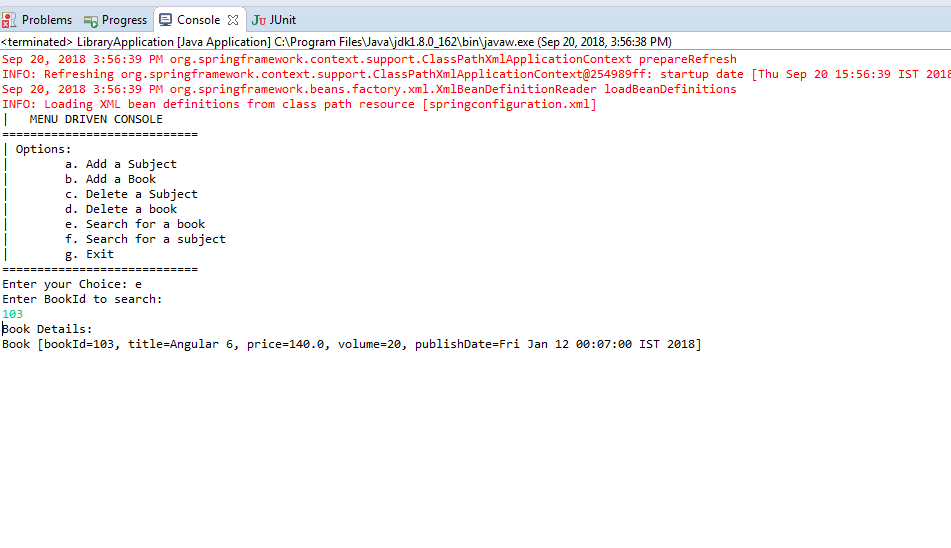 Problems Progress Console JUnit
<terminated> LibraryApplication [Java Application] C:\Program Files\Java\jdk1.8.0_162\bin\javaw.exe (Sep 20, 2018, 3:56:38 PM)
Sep 20, 2018 3:56:39 PM org.springframework.context.support.ClassPathXmlApplicationContext prepareRefresh
INFO: Refreshing org.springframework.context.support.ClassPathXmlApplicationContext@254989ff: startup date [Thu Sep 20 15:56:39 IST 2018
Sep 20, 2018 3:56:39 PM org.springframework.beans.factory.xml.XmlBeanDefinitionReader loadBeanDefinitions
INFO: Loading XML bean definitions from class path resource [springconfiguration.xml]
|   MENU DRIVEN CONSOLE
============================
| Options:
|        a. Add a Subject
|        b. Add a Book
|        c. Delete a Subject
|        d. Delete a book
|        e. Search for a book
|        f. Search for a subject
|        g. Exit
============================
Enter your Choice: e
Enter BookId to search:
103
Book Details:
Book [bookId=103, title=Angular 6, price=140.0, volume=20, publishDate=Fri Jan 12 00:07:00 IST 2018]